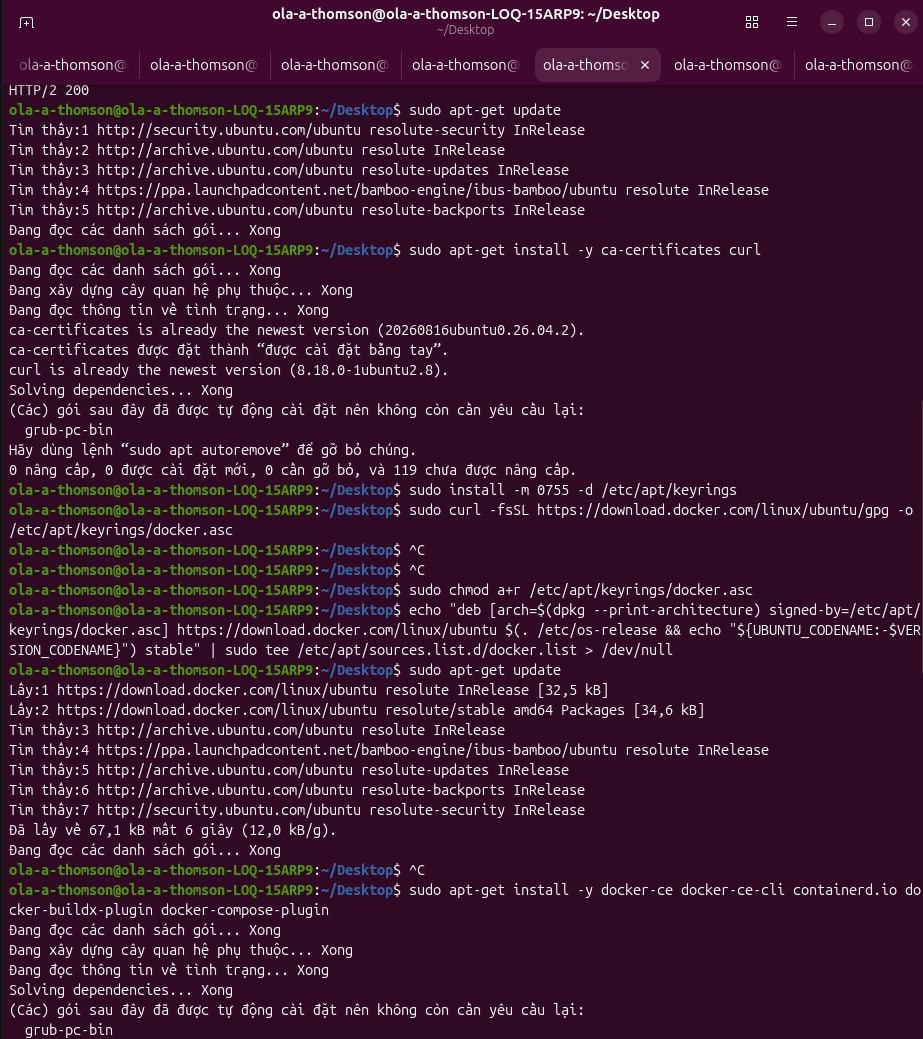 ola-a-thomson@ola-a-thomson-LOQ-15ARP9: ~/Desktop
~/Desktop
ola-a-thomson@ ola-a-thomson@ ola-a-thomson@ ola-a-thomson@ ola-a-thomso ola-a-thomson@ ola-a-thomson@
HTTP/2 200
ola-a-thomson@ola-a-thomson-LOQ-15ARP9:~/Desktop$ sudo apt-get update
Tìm thấy:1 http://security.ubuntu.com/ubuntu resolute-security InRelease
Tìm thấy:2 http://archive.ubuntu.com/ubuntu resolute InRelease
Tìm thấy:3 http://archive.ubuntu.com/ubuntu resolute-updates InRelease
Tìm thấy:4 https://ppa.launchpadcontent.net/bamboo-engine/ibus-bamboo/ubuntu resolute InRelease
Tìm thấy:5 http://archive.ubuntu.com/ubuntu resolute-backports InRelease
Đang đọc các danh sách gói... Xong
ola-a-thomson@ola-a-thomson-LOQ-15ARP9:~/Desktop$ sudo apt-get install -y ca-certificates curl
Đang đọc các danh sách gói... Xong
Đang xây dựng cây quan hệ phụ thuộc... Xong
Đang đọc thông tin về tình trạng... Xong
ca-certificates is already the newest version (20260816ubuntu0.26.04.2).
ca-certificates được đặt thành “được cài đặt bằng tay”.
curl is already the newest version (8.18.0-1ubuntu2.8).
Solving dependencies... Xong
(Các) gói sau đây đã được tự động cài đặt nên không còn cần yêu cầu lại:
  grub-pc-bin
Hãy dùng lệnh “sudo apt autoremove” để gỡ bỏ chúng.
0 nâng cấp, 0 được cài đặt mới, 0 cần gỡ bỏ, và 119 chưa được nâng cấp.
ola-a-thomson@ola-a-thomson-LOQ-15ARP9:~/Desktop$ sudo install -m 0755 -d /etc/apt/keyrings
ola-a-thomson@ola-a-thomson-LOQ-15ARP9:~/Desktop$ sudo curl -fsSL https://download.docker.com/linux/ubuntu/gpg -o
/etc/apt/keyrings/docker.asc
ola-a-thomson@ola-a-thomson-LOQ-15ARP9:~/Desktop$ ^C
ola-a-thomson@ola-a-thomson-LOQ-15ARP9:~/Desktop$ ^C
ola-a-thomson@ola-a-thomson-LOQ-15ARP9:~/Desktop$ sudo chmod a+r /etc/apt/keyrings/docker.asc
ola-a-thomson@ola-a-thomson-LOQ-15ARP9:~/Desktop$ echo "deb [arch=$(dpkg --print-architecture) signed-by=/etc/apt/
keyrings/docker.asc] https://download.docker.com/linux/ubuntu $(. /etc/os-release && echo "${UBUNTU_CODENAME:-$VER
SION_CODENAME}") stable" | sudo tee /etc/apt/sources.list.d/docker.list > /dev/null
ola-a-thomson@ola-a-thomson-LOQ-15ARP9:~/Desktop$ sudo apt-get update
Lấy:1 https://download.docker.com/linux/ubuntu resolute InRelease [32,5 kB]
Lấy:2 https://download.docker.com/linux/ubuntu resolute/stable amd64 Packages [34,6 kB]
Tìm thấy:3 http://archive.ubuntu.com/ubuntu resolute InRelease
Tìm thấy:4 https://ppa.launchpadcontent.net/bamboo-engine/ibus-bamboo/ubuntu resolute InRelease
Tìm thấy:5 http://archive.ubuntu.com/ubuntu resolute-updates InRelease
Tìm thấy:6 http://archive.ubuntu.com/ubuntu resolute-backports InRelease
Tìm thấy:7 http://security.ubuntu.com/ubuntu resolute-security InRelease
Đã lấy về 67,1 kB mất 6 giây (12,0 kB/g).
Đang đọc các danh sách gói... Xong
ola-a-thomson@ola-a-thomson-LOQ-15ARP9:~/Desktop$ ^C
ola-a-thomson@ola-a-thomson-LOQ-15ARP9:~/Desktop$ sudo apt-get install -y docker-ce docker-ce-cli containerd.io do
cker-buildx-plugin docker-compose-plugin
Đang đọc các danh sách gói... Xong
Đang xây dựng cây quan hệ phụ thuộc... Xong
Đang đọc thông tin về tình trạng... Xong
Solving dependencies... Xong
(Các) gói sau đây đã được tự động cài đặt nên không còn cần yêu cầu lại:
  grub-pc-bin